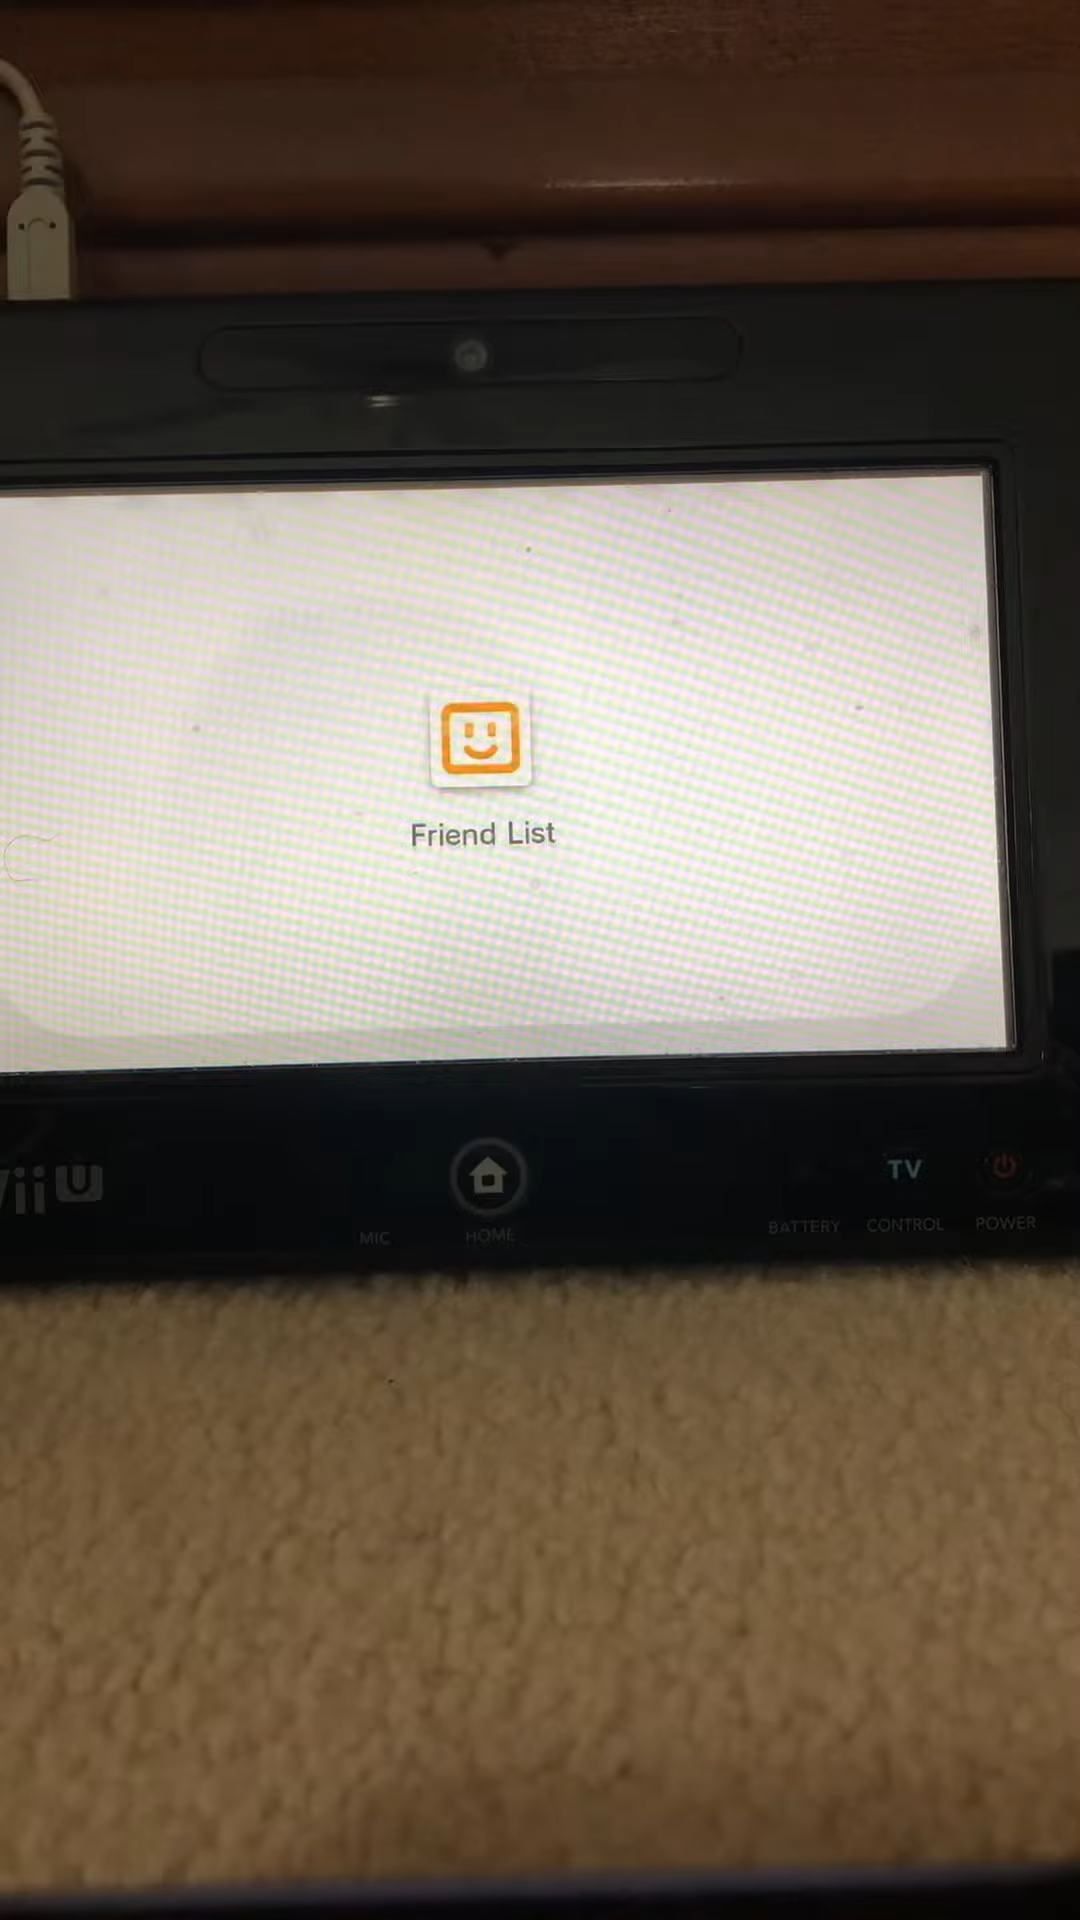 Friend List
Wii U
TV
MIC
HOME
BATTERY
CONTROL
POWER